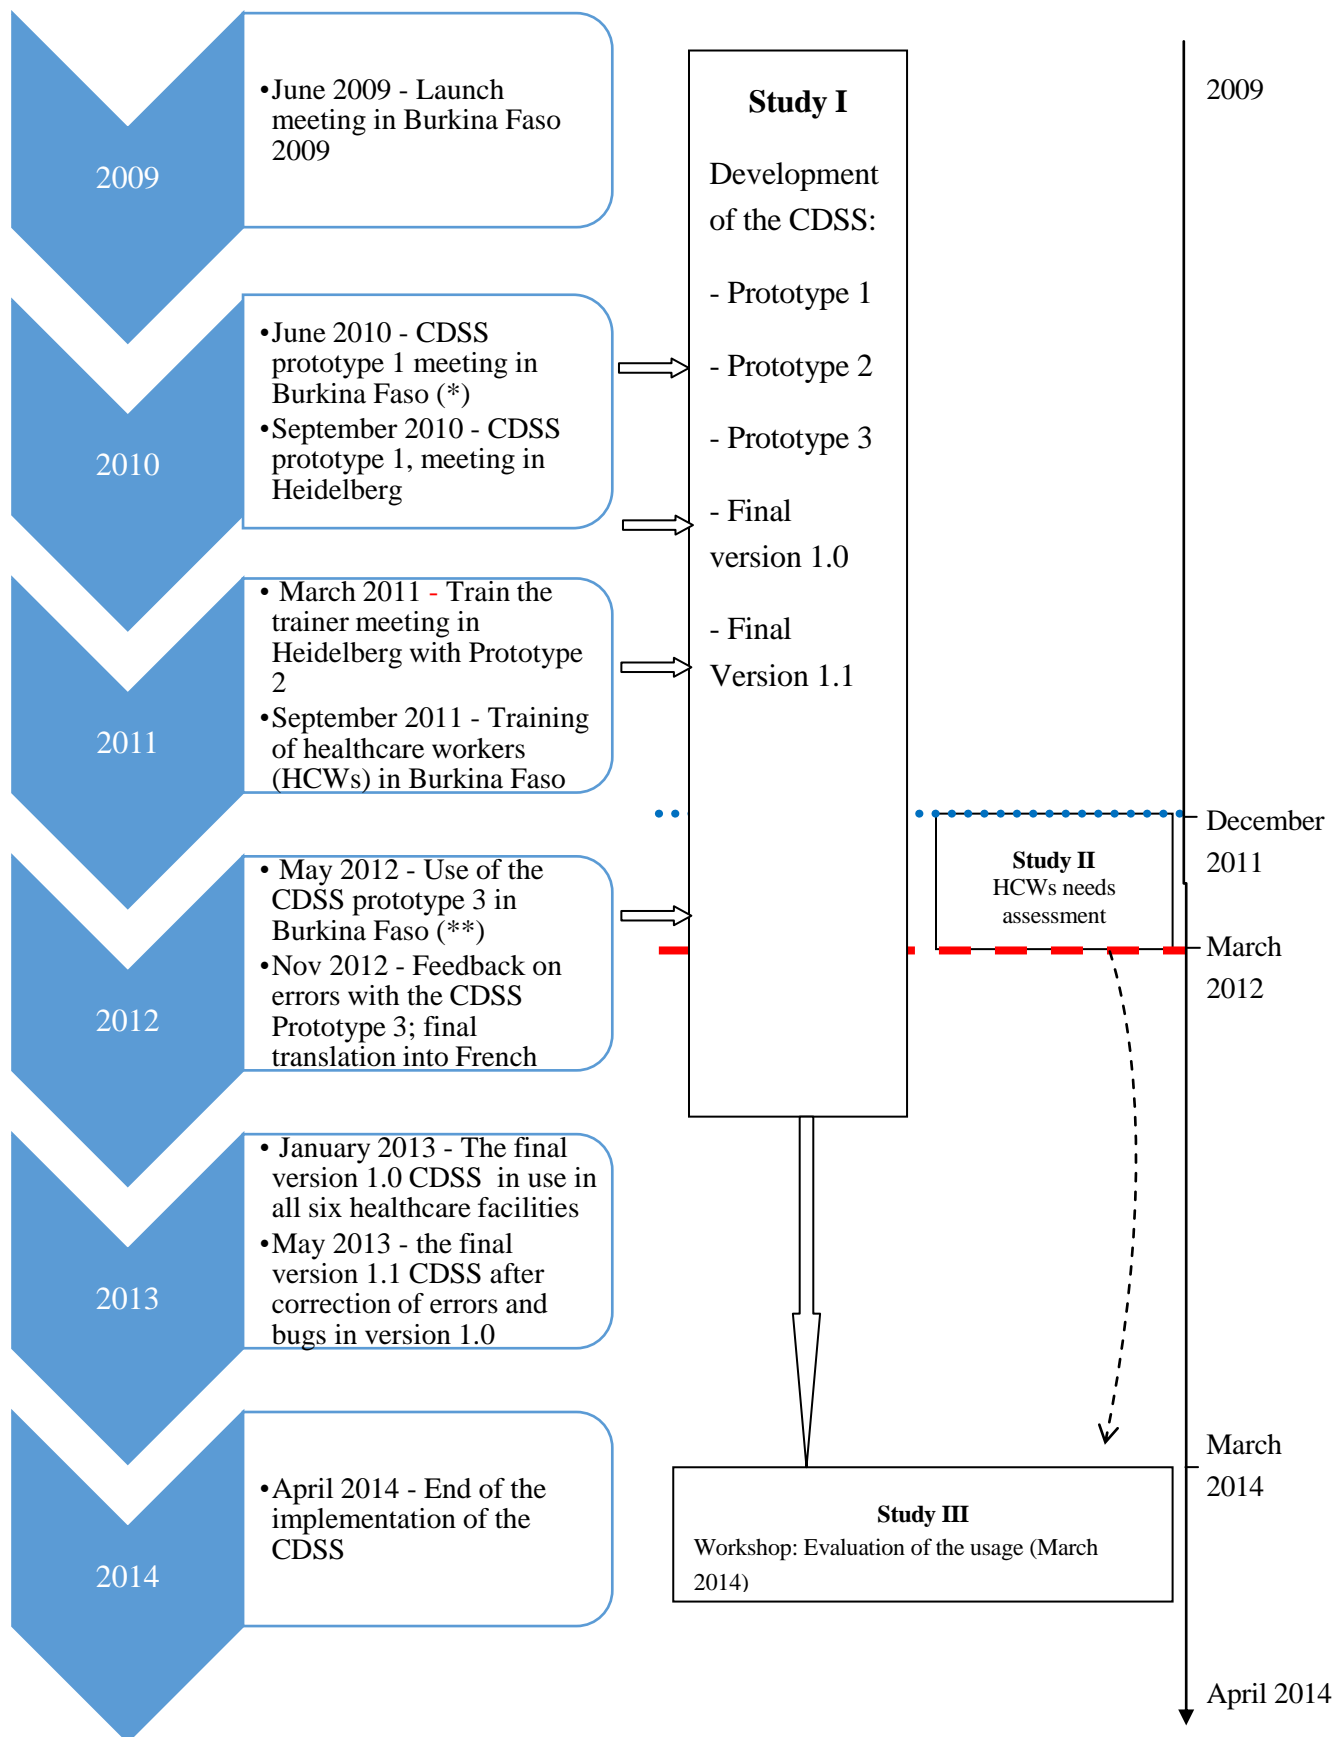 2009
•June 2009 - Launch
meeting in Burkina Faso
2009
2010
•June 2010 - CDSS
prototype 1 meeting in
Burkina Faso (*)
•September 2010 - CDSS
prototype 1, meeting in
Heidelberg
2011
• March 2011 - Train the
trainer meeting in
Heidelberg with Prototype
2
•September 2011 - Training
of healthcare workers
(HCWs) in Burkina Faso
2012
• May 2012 - Use of the
CDSS prototype 3 in
Burkina Faso (**)
•Nov 2012 - Feedback on
errors with the CDSS
Prototype 3; final
translation into French
2013
• January 2013 - The final
version 1.0 CDSS  in use in
all six healthcare facilities
•May 2013 - the final
version 1.1 CDSS after
correction of errors and
bugs in version 1.0
2014
•April 2014 - End of the
implementation of the
CDSS
Study I
Development
of the CDSS:
- Prototype 1
- Prototype 2
- Prototype 3
- Final
version 1.0
- Final
Version 1.1
Study II
HCWs needs
assessment
Study III
Workshop: Evaluation of the usage (March
2014)
2009
December
2011
March
2012
March
2014
April 2014